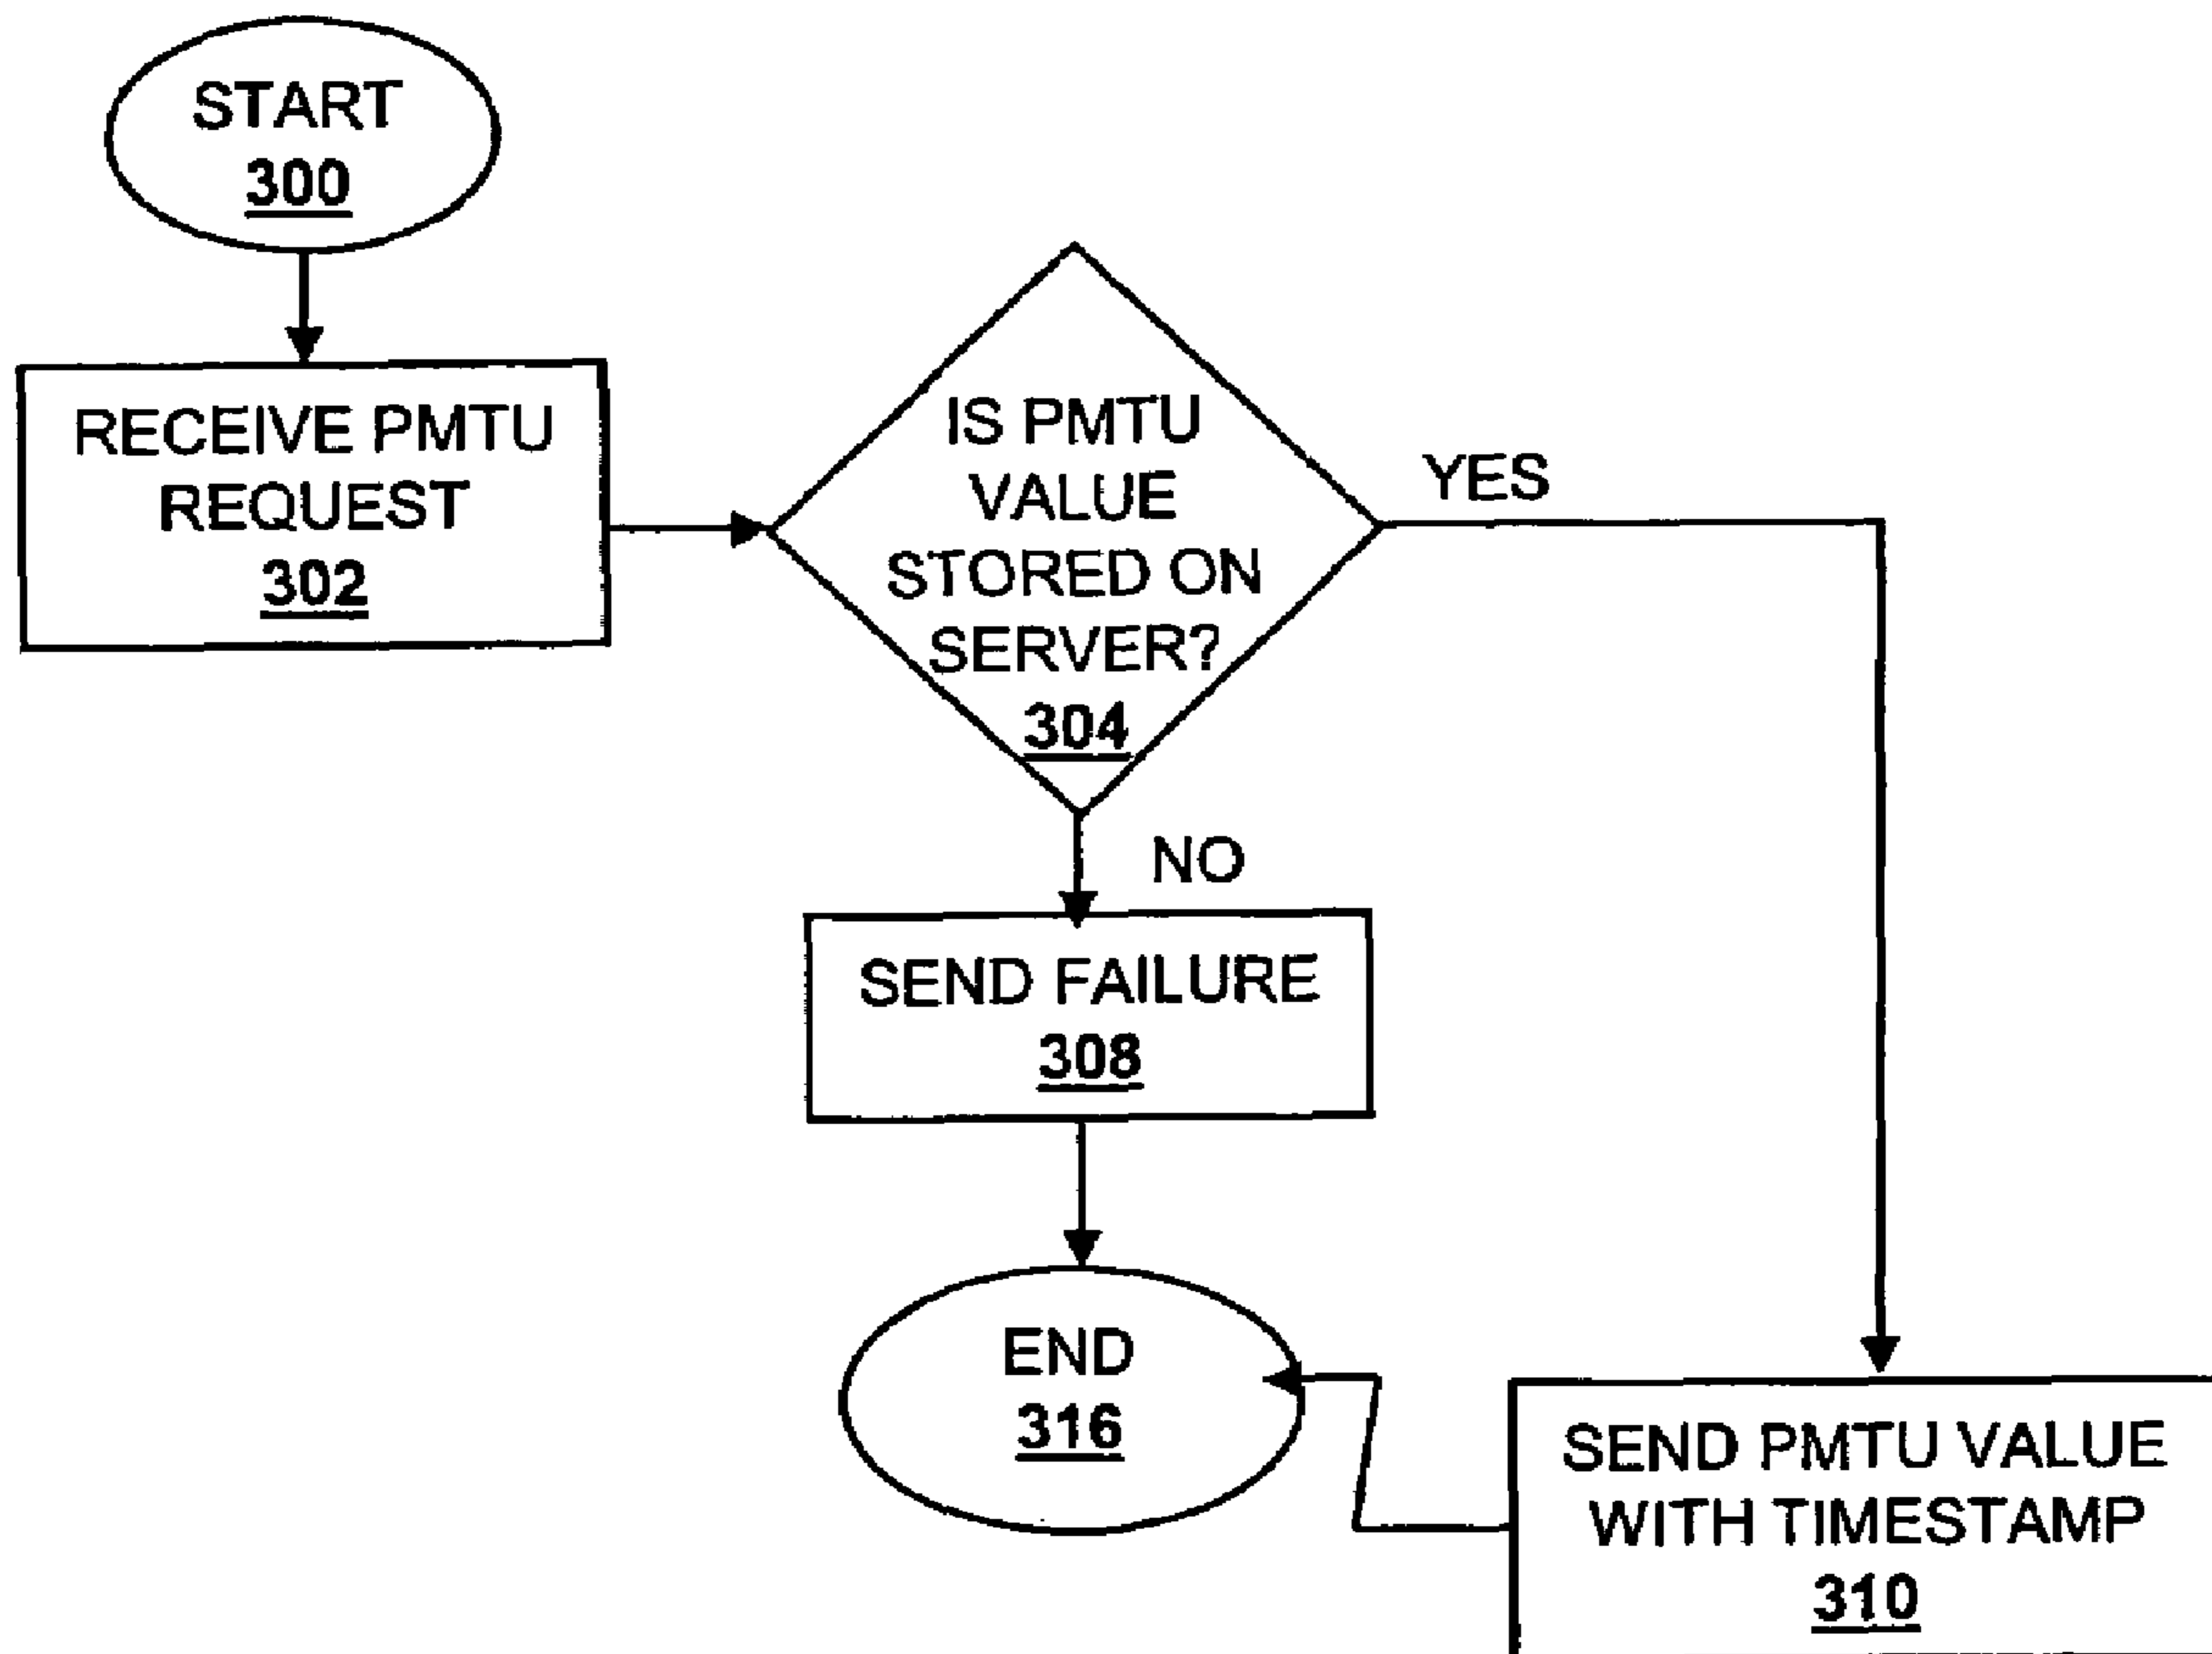 START
300
RECEIVE PMTU
REQUEST
302
IS PMTU
VALUE
STORED ON
SERVER?
304
YES
NO
SEND FAILURE
308
END
316
SEND PMTU VALUE
WITH TIMESTAMP
310